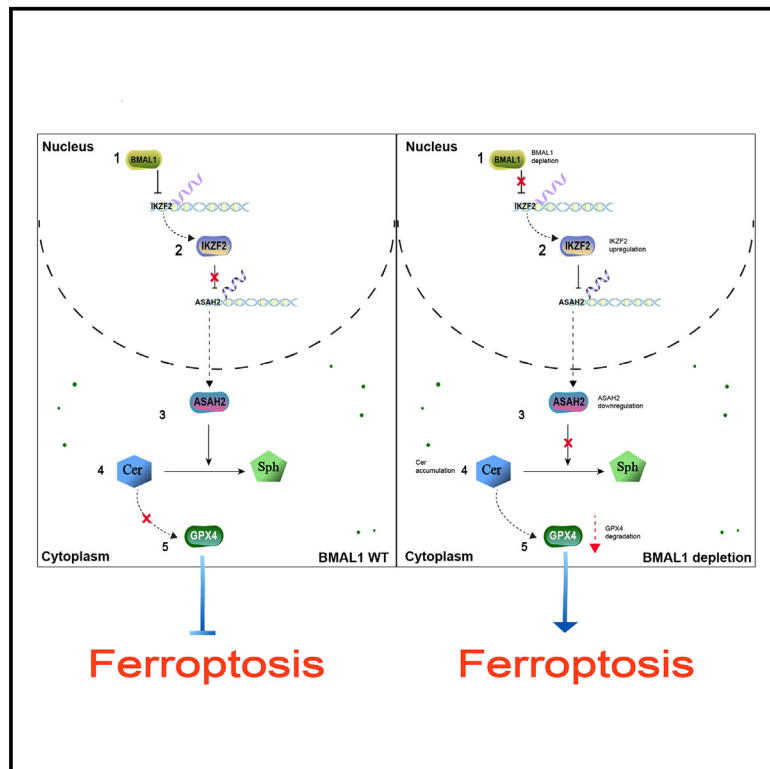 Nucleus
1
BMAL1
IKZF2
2
IKZF2
ASAH2
ASAH2
3
4
Cer
Sph
5
GPX4
Cytoplasm
BMAL1 WT
Ferroptosis
Nucleus
1
BMAL1
BMAL1
depletion
IKZF2
2
IKZF2
IKZF2
upregulation
ASAH2
ASAH2
ASAH2
downregulation
3
Cer
accumulation
4
Cer
Sph
5
GPX4
GPX4
degradation
Cytoplasm
BMAL1 depletion
Ferroptosis